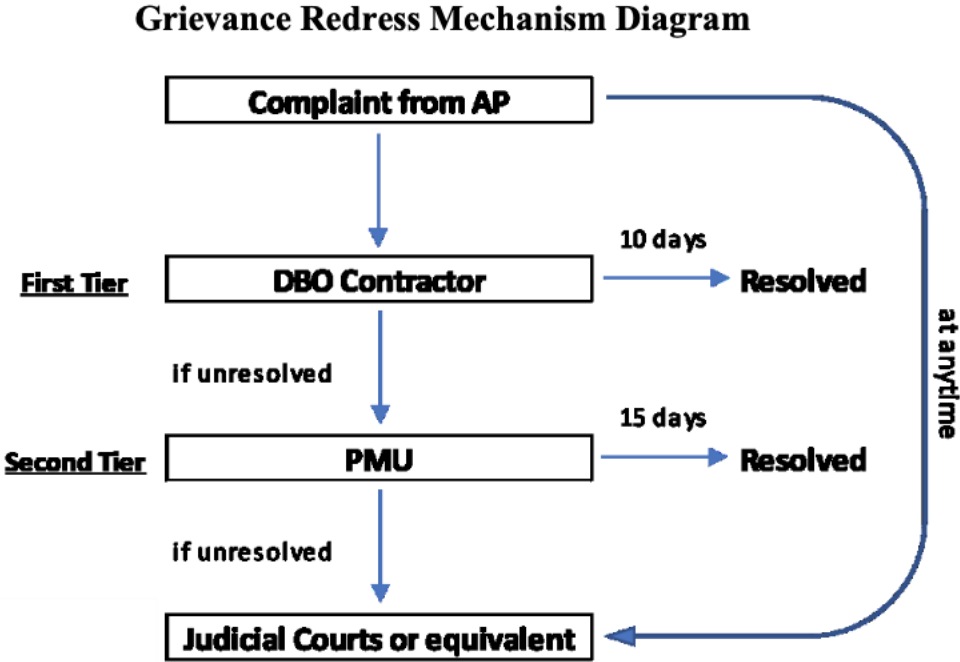 Grievance Redress Mechanism Diagram
Complaint from AP
10 days
First Tier
DBO Contractor
Resolved
at anytime
if unresolved
15 days
Second Tier
PMU
Resolved
if unresolved
Judicial Courts or equivalent